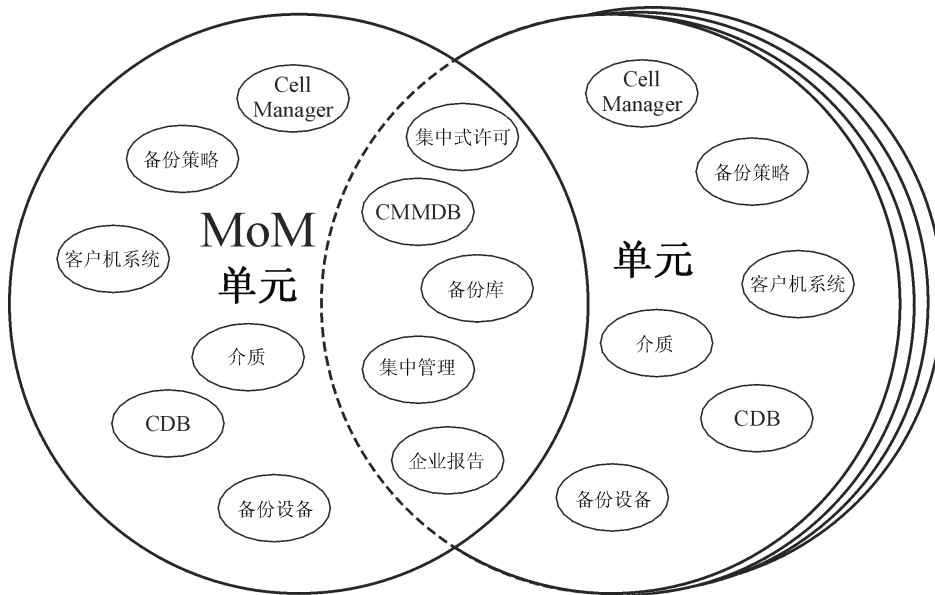 Cell
Manager
备份策略
客户机系统
MoM
单元
介质
CDB
备份设备
集中式许可
CMMDB
备份库
集中管理
企业报告
Cell
Manager
备份策略
单元
客户机系统
介质
CDB
备份设备